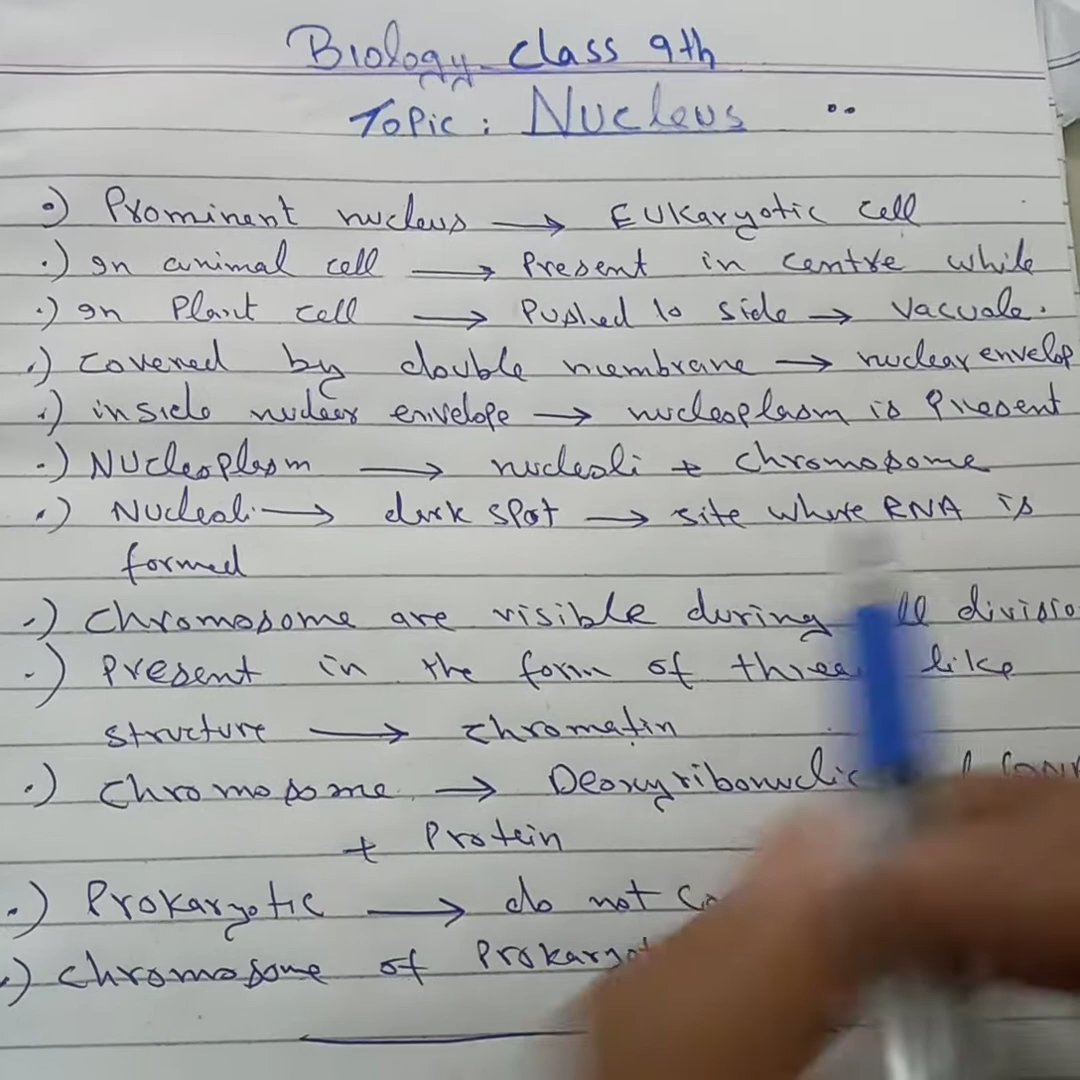 Biology class 9th
Topic: Nucleus
Prominent nucleus → Eukaryotic cell
In animal cell → Present in centre while
In Plant cell → Pushed to side → vacuole.
covered by double membrane → nuclear envelop
inside nuclear envelope → nucleoplasm is Present
Nucleoplasm → nucleoli + chromosome
Nucleoli → dark spot → site where RNA is
formed
chromosome are visible during division
Present in the form of like
structure → chromatin
chromosome → Deoxyribonuclic
+ Protein
Prokaryotic → do not
chromosome of